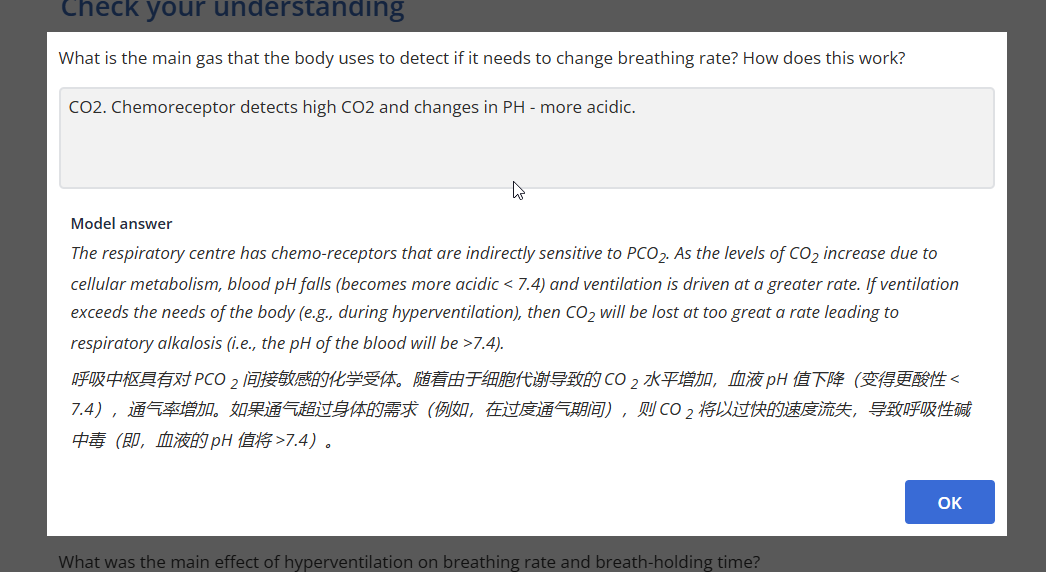 Check your understanding
What is the main gas that the body uses to detect if it needs to change breathing rate? How does this work?
CO2. Chemoreceptor detects high CO2 and changes in PH - more acidic.
Model answer
The respiratory centre has chemo-receptors that are indirectly sensitive to PCO2. As the levels of CO2 increase due to
cellular metabolism, blood pH falls (becomes more acidic < 7.4) and ventilation is driven at a greater rate. If ventilation
exceeds the needs of the body (e.g., during hyperventilation), then CO2 will be lost at too great a rate leading to
respiratory alkalosis (i.e., the pH of the blood will be >7.4).
呼吸中枢具有对 PCO 2 间接敏感的化学受体。随着由于细胞代谢导致的 CO 2 水平增加，血液 pH 值下降（变得更酸性 <
7.4），通气率增加。如果通气超过身体的需求（例如，在过度通气期间），则 CO 2 将以过快的速度流失，导致呼吸性碱
中毒（即，血液的 pH 值将 >7.4）。
OK
What was the main effect of hyperventilation on breathing rate and breath-holding time?